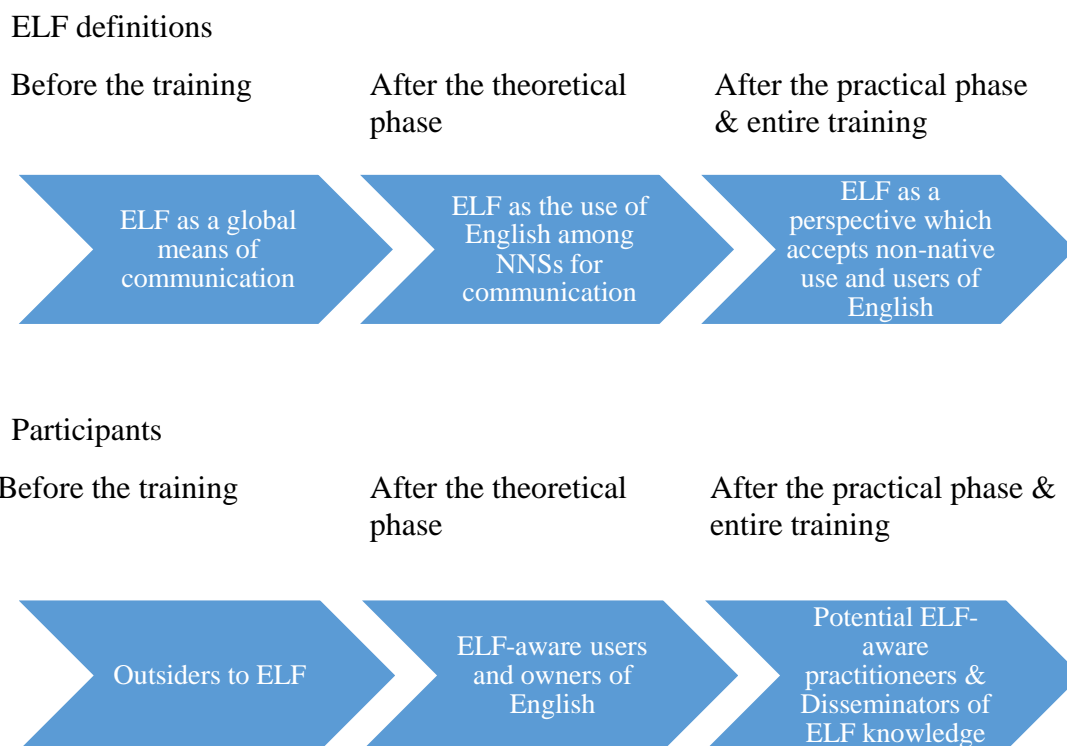 ELF definitions
Before the training
After the theoretical
phase
After the practical phase
& entire training
ELF as a global
means of
communication
ELF as the use of
English among
NNSs for
communication
ELF as a
perspective which
accepts non-native
use and users of
English
Participants
Before the training
After the theoretical
phase
After the practical phase &
entire training
Outsiders to ELF
ELF-aware users
and owners of
English
Potential ELF-
aware
practitioneers &
Disseminators of
ELF knowledge